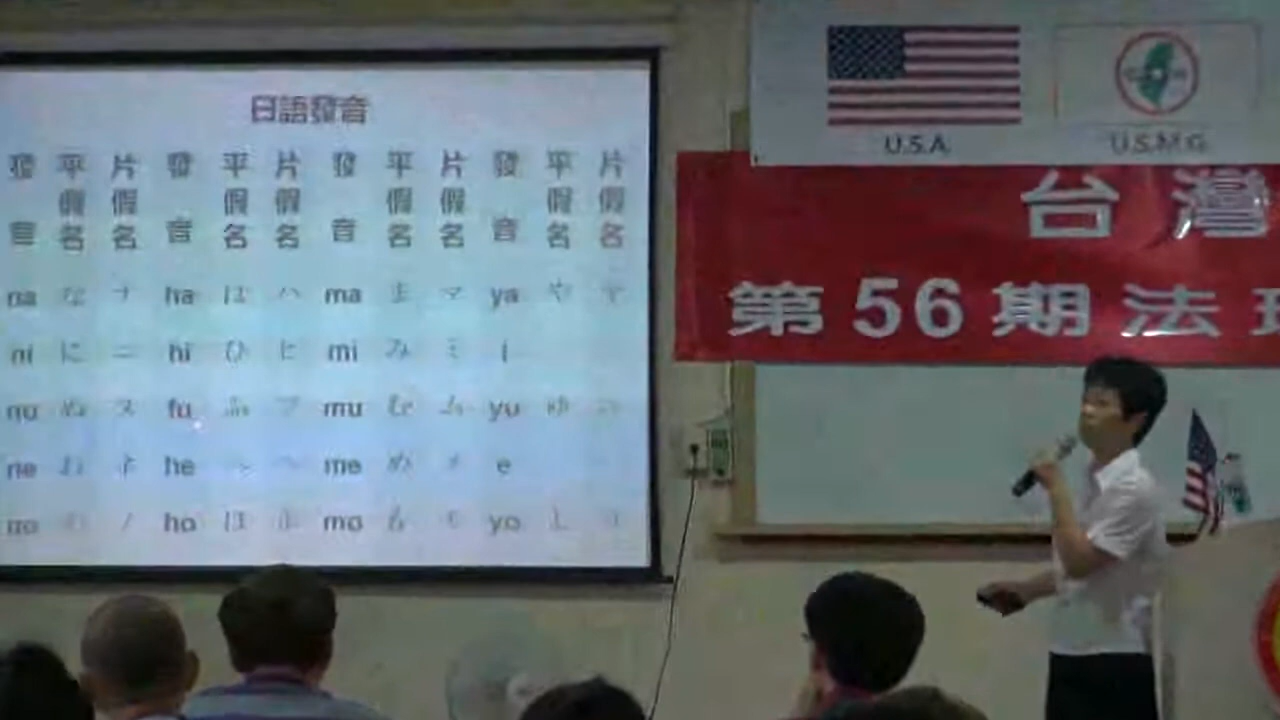 日語發音
發音 平假名 片假名 發音 平假名 片假名 發音 平假名 片假名 發音 平假名 片假名
na な ナ ha は ハ ma ま マ ya や ヤ
ni に ニ hi ひ ヒ mi み ミ i
nu ぬ ヌ fu ふ フ mu む ム yu ゆ
ne ね ネ he へ ヘ me め メ e
no の ノ ho ほ ホ mo も モ yo よ ヨ
U.S.A.
U.S.M.G.
台灣
第56期法